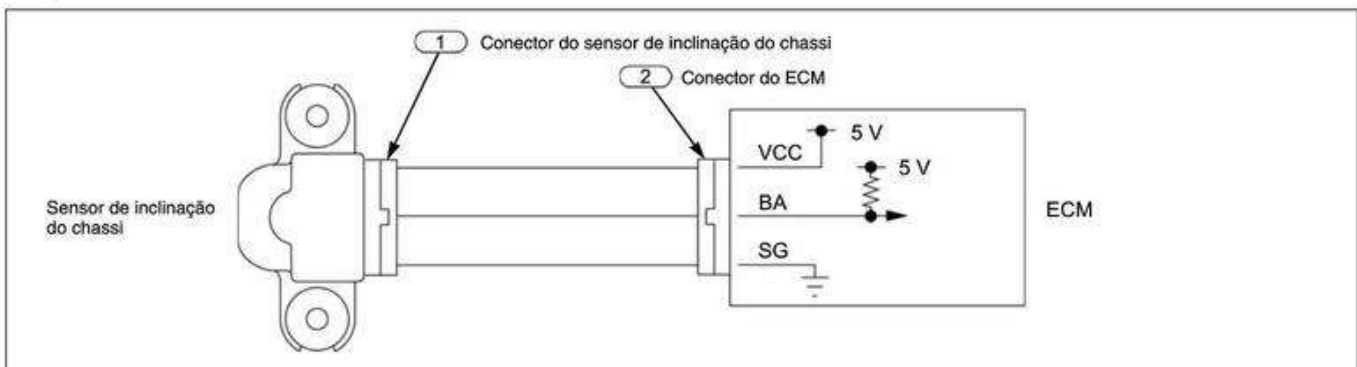 1 Conector do sensor de inclinação do chassi
2 Conector do ECM
5 V
VCC
5 V
BA
ECM
Sensor de inclinação
do chassi
SG